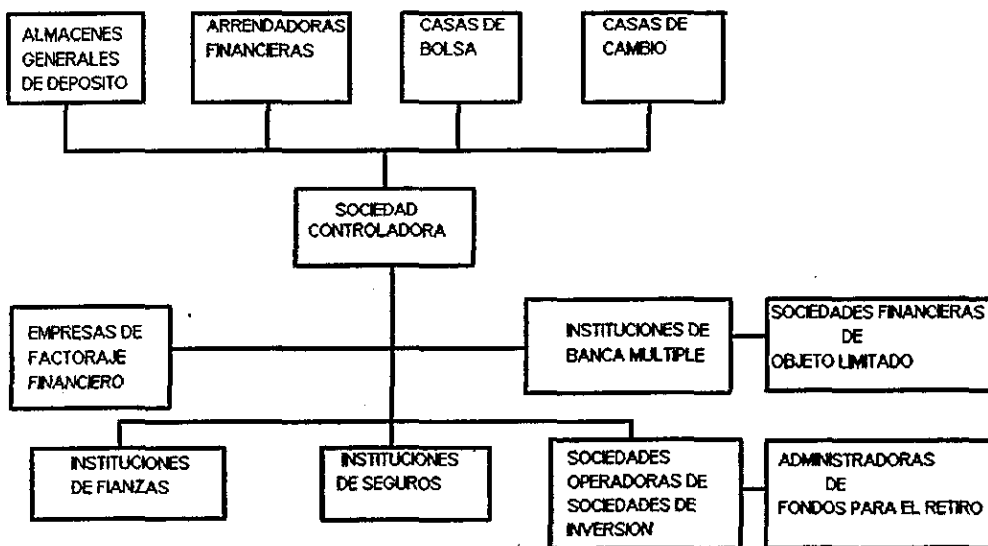 ALMACENES
GENERALES
DE DEPOSITO
ARRENDADORAS
FINANCIERAS
CASAS DE
BOLSA
CASAS DE
CAMBIO
SOCIEDAD
CONTROLADORA
EMPRESAS DE
FACTORAJE
FINANCIERO
INSTITUCIONES DE
BANCA MULTIPLE
SOCIEDADES FINANCIERAS
DE
OBJETO LIMITADO
INSTITUCIONES
DE FIANZAS
INSTITUCIONES
DE SEGUROS
SOCIEDADES
OPERADORAS DE
SOCIEDADES DE
INVERSION
ADMINISTRADORAS
DE
FONDOS PARA EL RETIRO